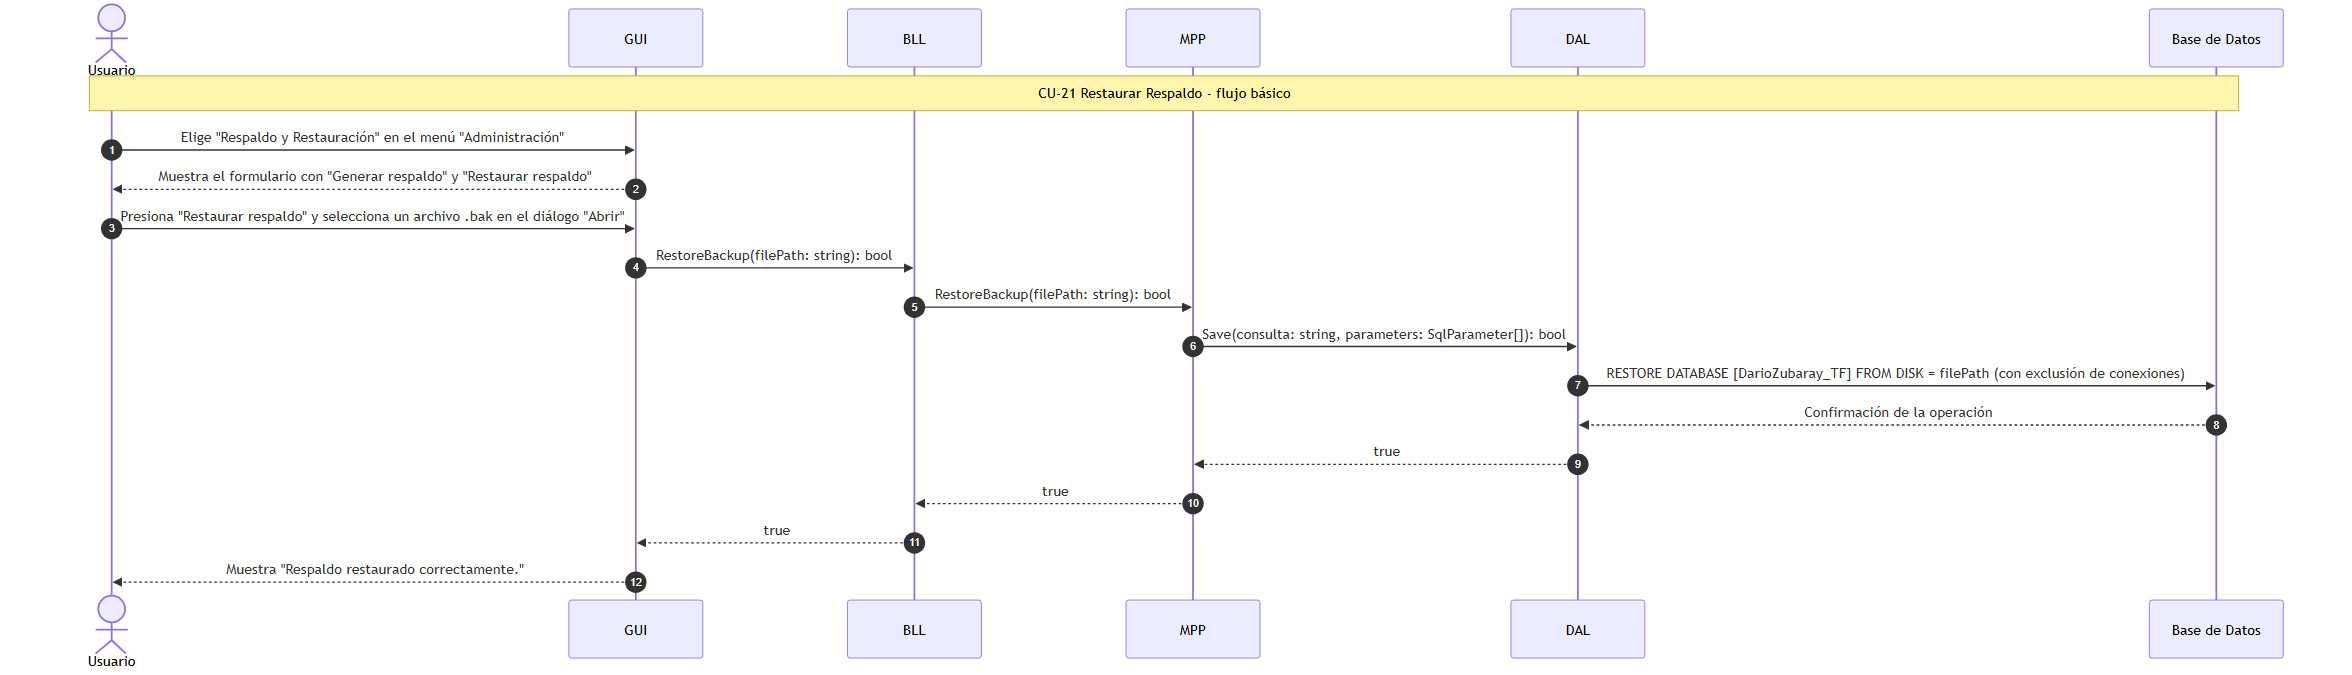 GUI
BLL
MPP
DAL
Base de Datos
Usuario
CU-21 Restaurar Respaldo - flujo básico
Elige "Respaldo y Restauración" en el menú "Administración"
1
Muestra el formulario con "Generar respaldo" y "Restaurar respaldo"
2
Presiona "Restaurar respaldo" y selecciona un archivo .bak en el diálogo "Abrir"
3
RestoreBackup(filePath: string): bool
4
RestoreBackup(filePath: string): bool
5
Save(consulta: string, parameters: SqlParameter[]): bool
6
RESTORE DATABASE [DarioZubaray_TF] FROM DISK = filePath (con exclusión de conexiones)
7
Confirmación de la operación
8
true
9
true
10
true
11
Muestra "Respaldo restaurado correctamente."
12
GUI
BLL
MPP
DAL
Base de Datos
Usuario